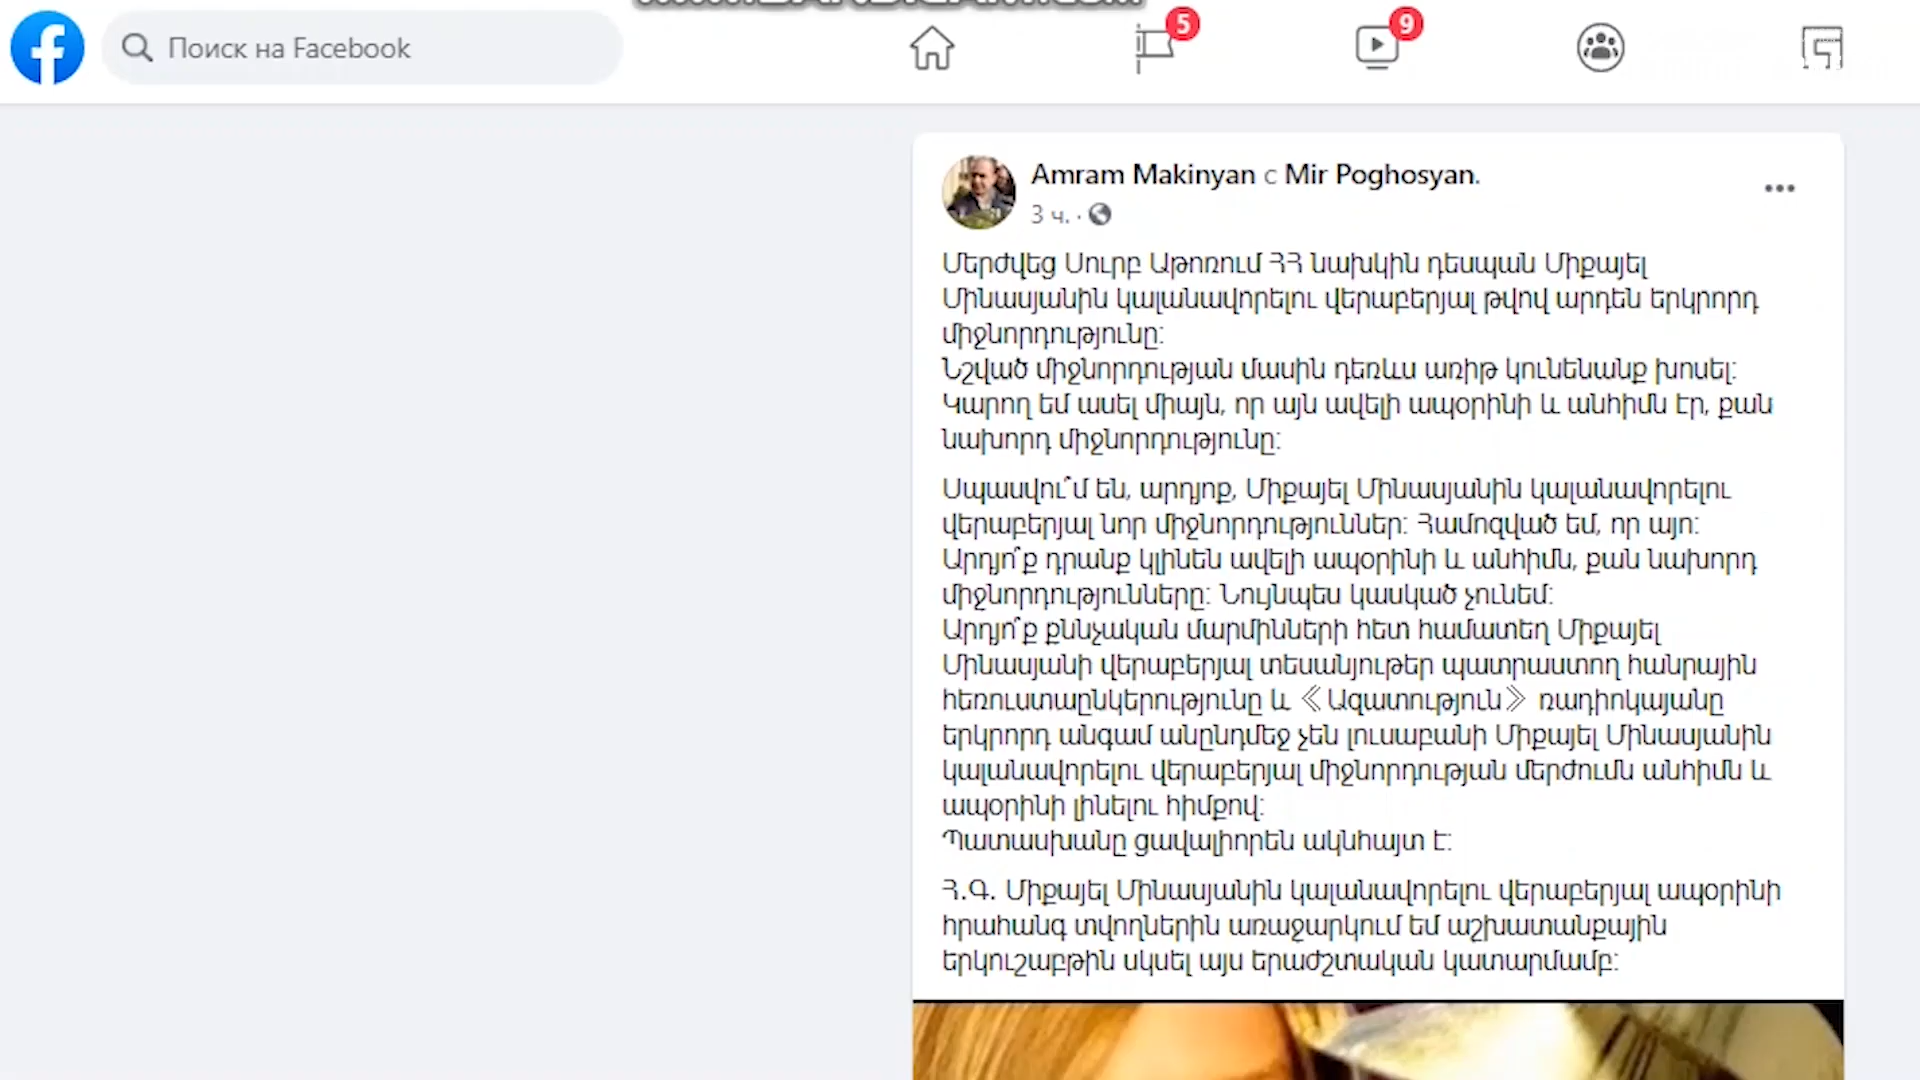 www.BANDICAM.com
Поиск на Facebook
5
9
Amram Makinyan с Mir Poghosyan.
3 ч. ·
Մերժվեց Սուրբ Աթոռում ՀՀ նախկին դեսպան Միքայել
Մինասյանին կալանավորելու վերաբերյալ թվով արդեն երկրորդ
միջնորդությունը։
Նշված միջնորդության մասին դեռևս առիթ կունենանք խոսել։
Կարող եմ ասել միայն, որ այն ավելի ապօրինի և անհիմն էր, քան
նախորդ միջնորդությունը։
Սպասվու՞մ են, արդյոք, Միքայել Մինասյանին կալանավորելու
վերաբերյալ նոր միջնորդություններ։ Համոզված եմ, որ այո։
Արդյո՞ք դրանք կլինեն ավելի ապօրինի և անհիմն, քան նախորդ
միջնորդությունները։ Նույնպես կասկած չունեմ։
Արդյո՞ք քննչական մարմինների հետ համատեղ Միքայել
Մինասյանի վերաբերյալ տեսանյութեր պատրաստող հանրային
հեռուստաընկերությունը և 《Ազատություն》 ռադիոկայանը
երկրորդ անգամ անընդմեջ չեն լուսաբանի Միքայել Մինասյանին
կալանավորելու վերաբերյալ միջնորդության մերժումն անհիմն և
ապօրինի լինելու հիմքով։
Պատասխանը ցավալիորեն ակնհայտ է։
Հ.Գ. Միքայել Մինասյանին կալանավորելու վերաբերյալ ապօրինի
հրահանգ տվողներին առաջարկում եմ աշխատանքային
երկուշաբթին սկսել այս երաժշտական կատարմամբ։